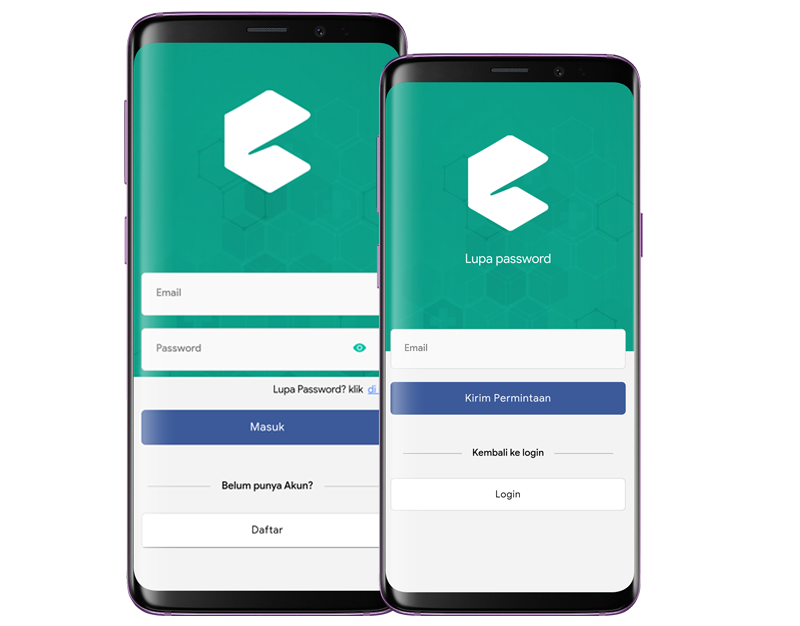 Email
Password
Lupa Password? klik di
Masuk
Belum punya Akun?
Daftar
Lupa password
Email
Kirim Permintaan
Kembali ke login
Login